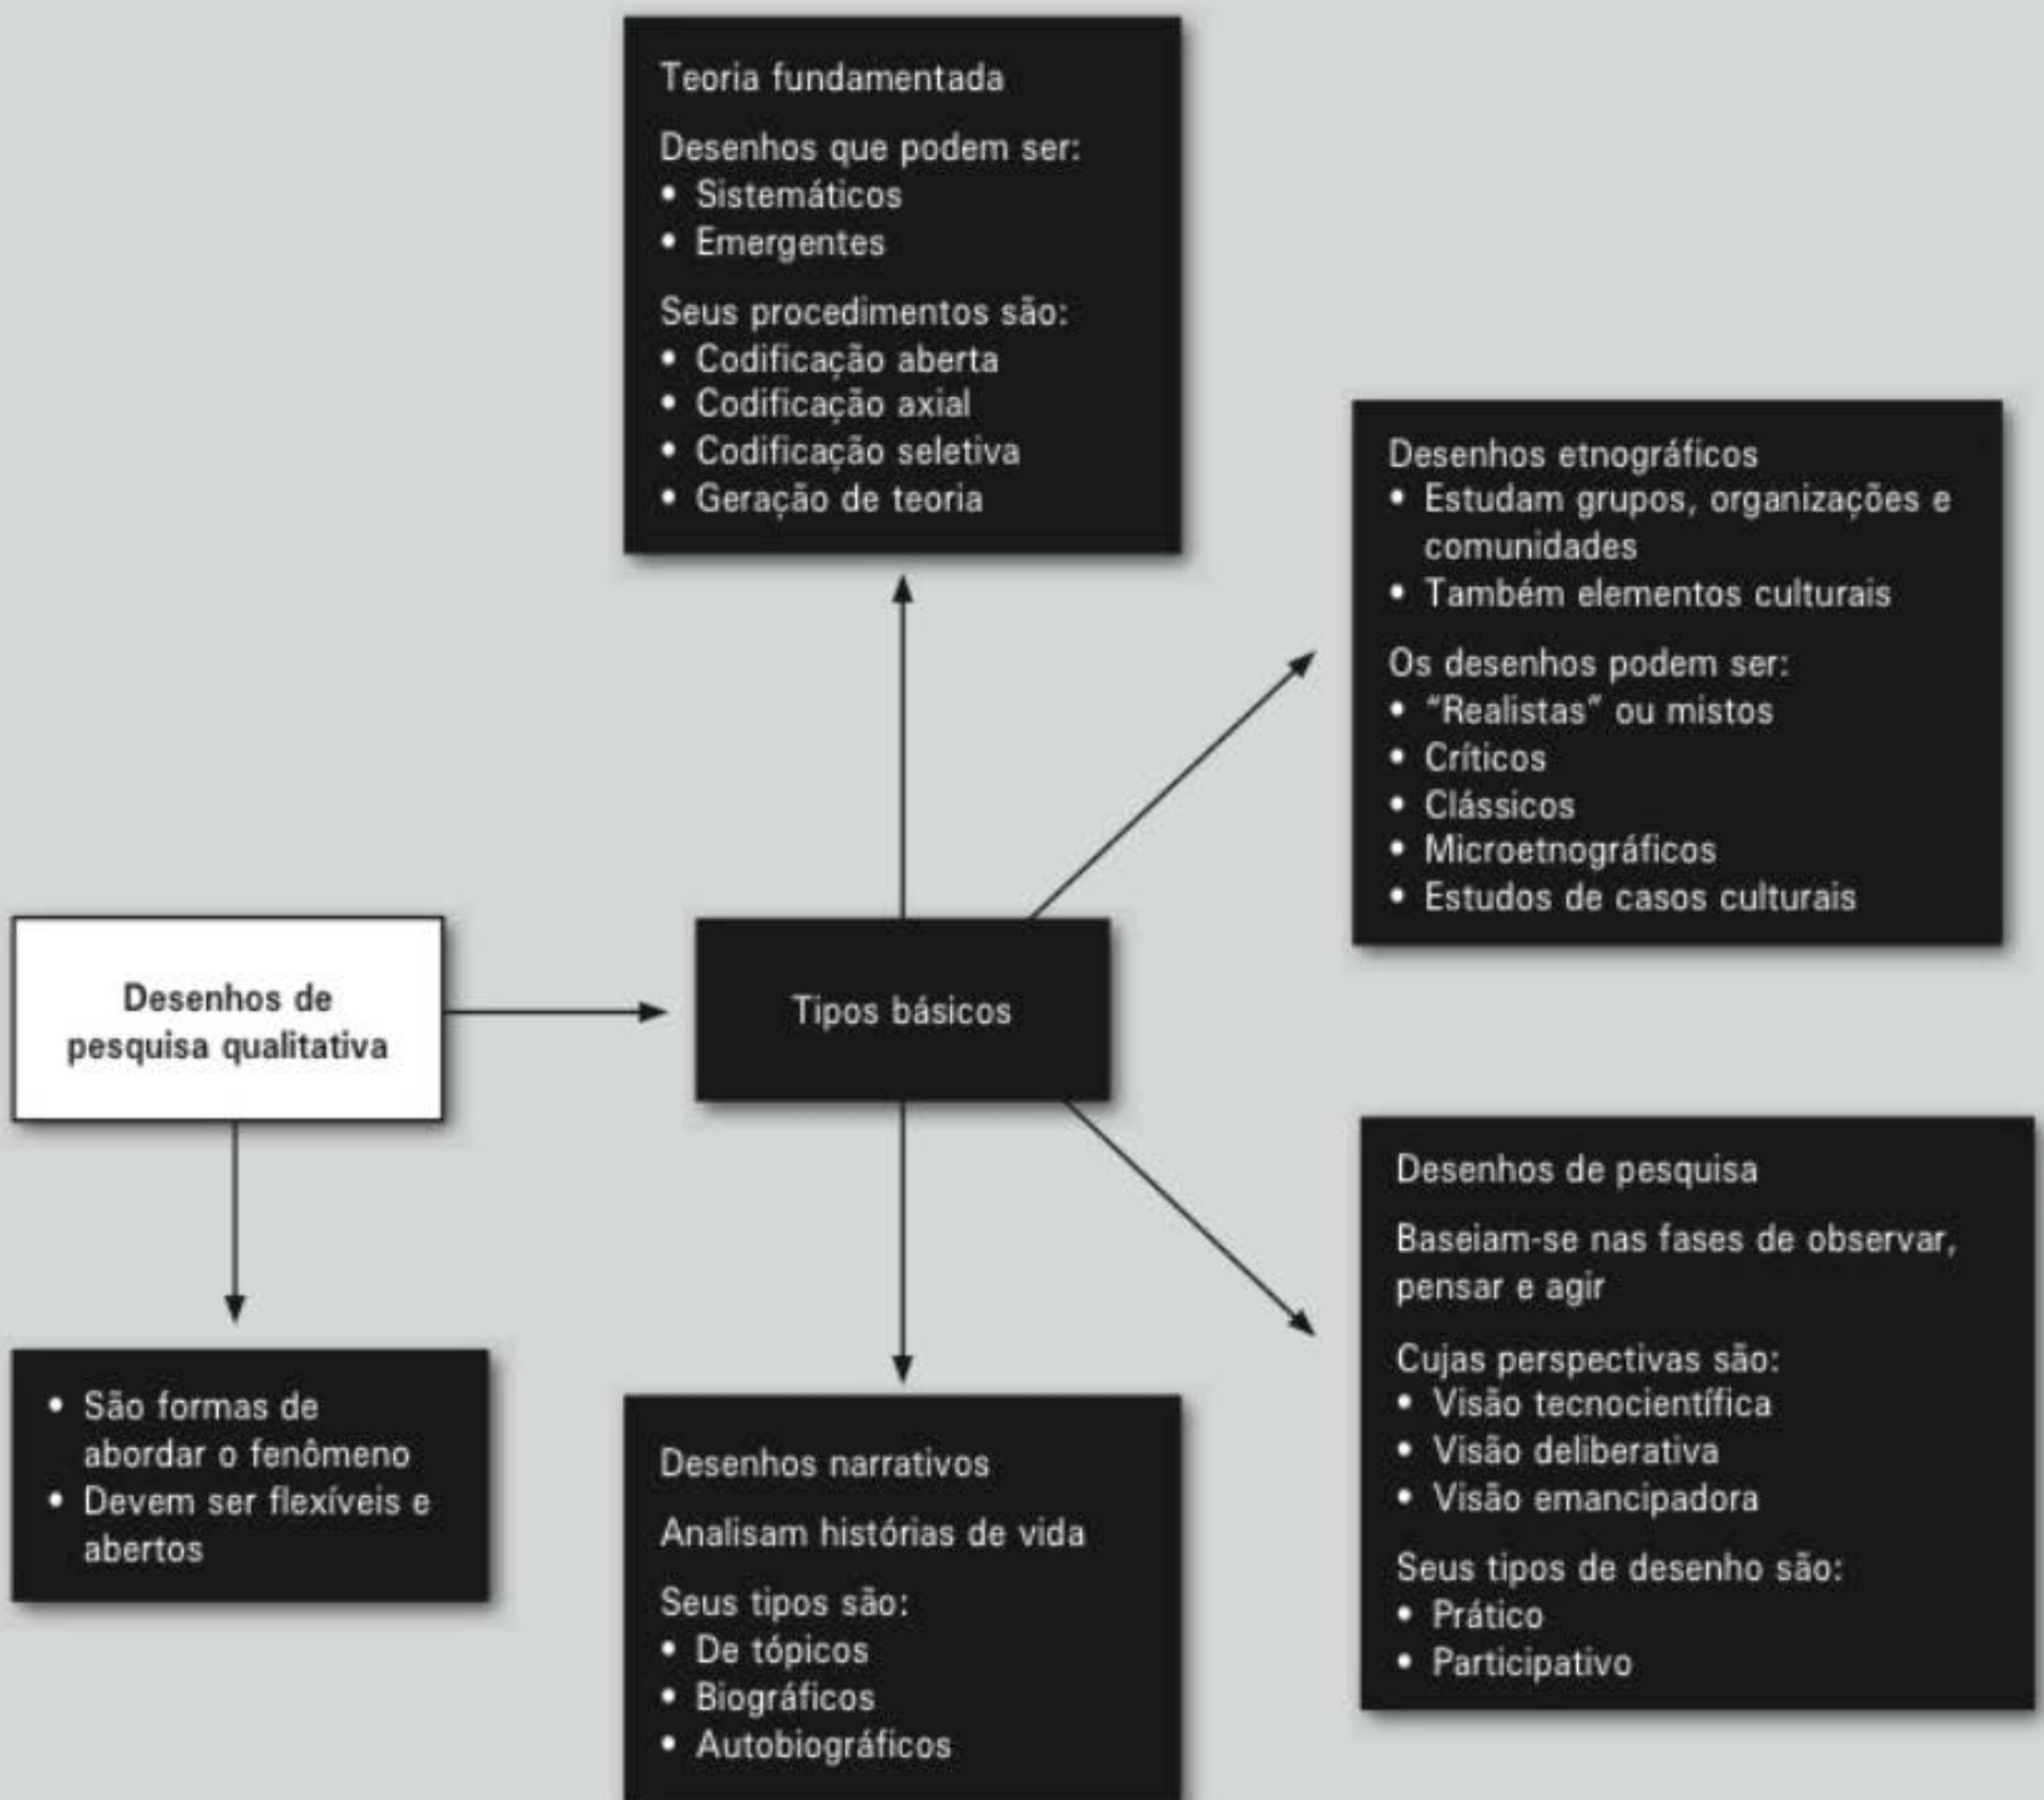 Teoria fundamentada
Desenhos que podem ser:
• Sistemáticos
• Emergentes
Seus procedimentos são:
• Codificação aberta
• Codificação axial
• Codificação seletiva
• Geração de teoria
Desenhos etnográficos
• Estudam grupos, organizações e
comunidades
• Também elementos culturais
Os desenhos podem ser:
• “Realistas” ou mistos
• Críticos
• Clássicos
• Microetnográficos
• Estudos de casos culturais
Desenhos de
pesquisa qualitativa
Tipos básicos
• São formas de
abordar o fenômeno
• Devem ser flexíveis e
abertos
Desenhos narrativos
Analisam histórias de vida
Seus tipos são:
• De tópicos
• Biográficos
• Autobiográficos
Desenhos de pesquisa
Baseiam-se nas fases de observar,
pensar e agir
Cujas perspectivas são:
• Visão tecnocientífica
• Visão deliberativa
• Visão emancipadora
Seus tipos de desenho são:
• Prático
• Participativo